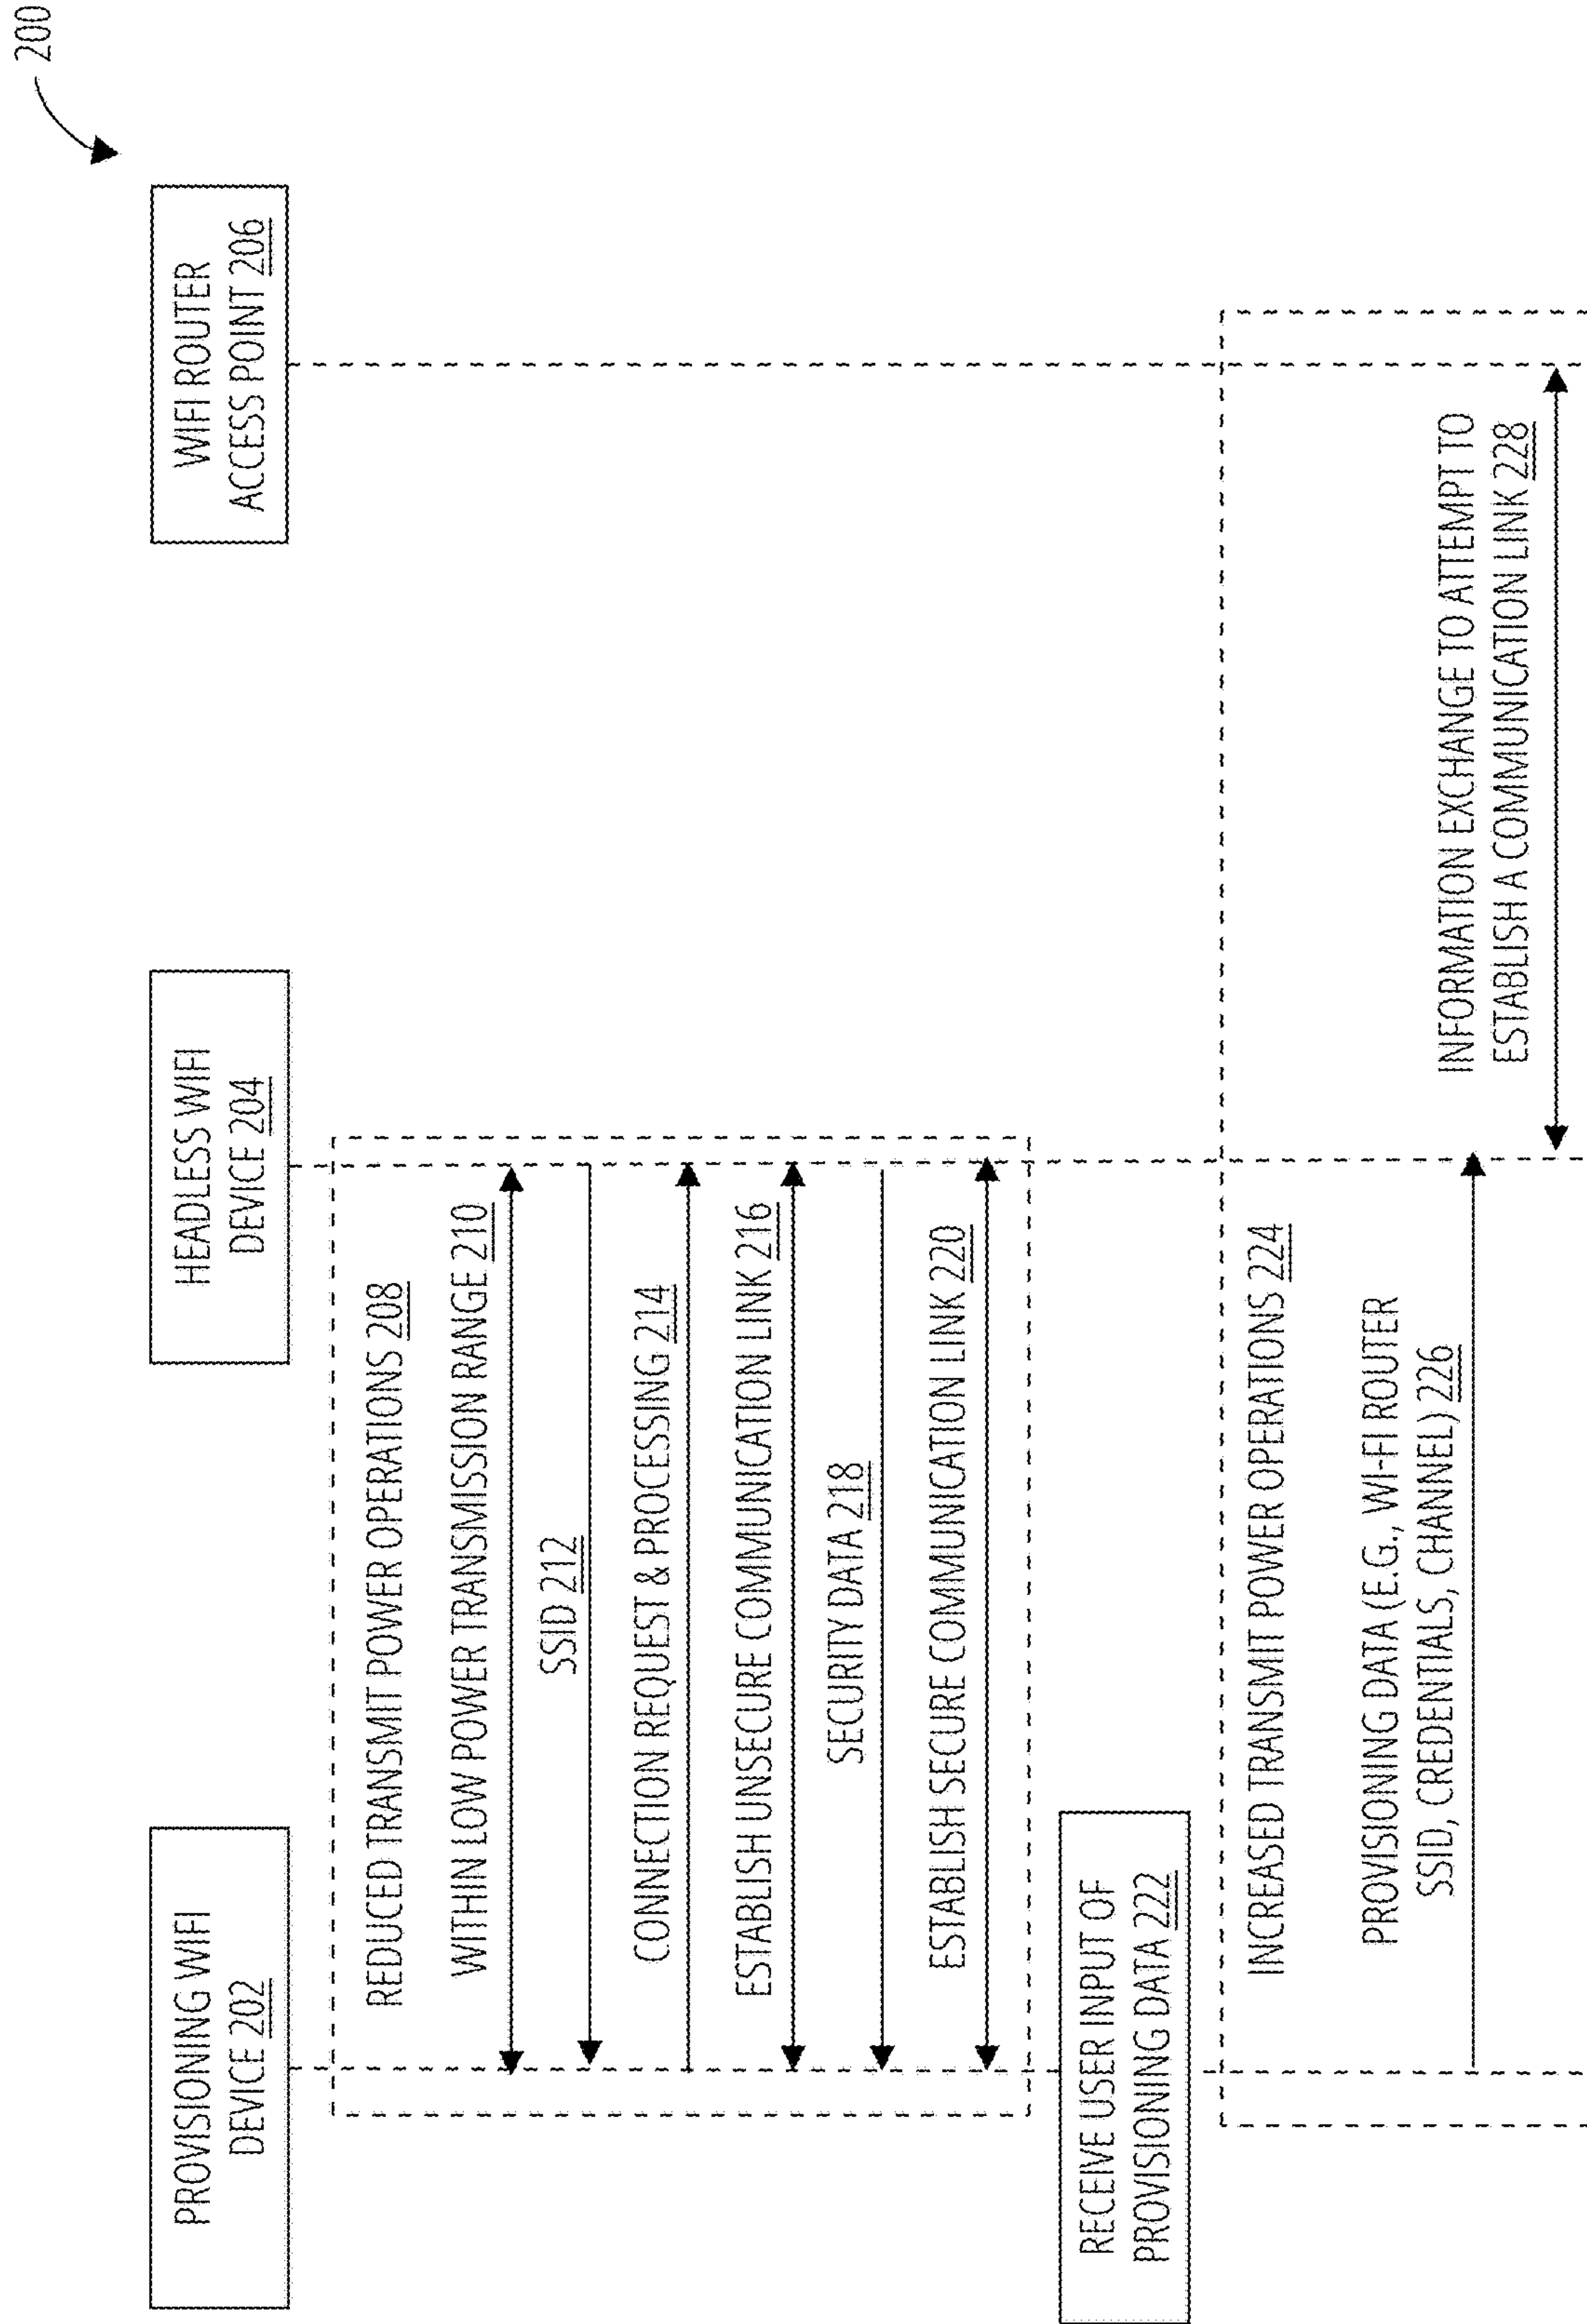 200
PROVISIONING WIFI
DEVICE 202
HEADLESS WIFI
DEVICE 204
WIFI ROUTER
ACCESS POINT 206
REDUCED TRANSMIT POWER OPERATIONS 208
WITHIN LOW POWER TRANSMISSION RANGE 210
SSID 212
CONNECTION REQUEST & PROCESSING 214
ESTABLISH UNSECURE COMMUNICATION LINK 216
SECURITY DATA 218
ESTABLISH SECURE COMMUNICATION LINK 220
RECEIVE USER INPUT OF
PROVISIONING DATA 222
INCREASED TRANSMIT POWER OPERATIONS 224
PROVISIONING DATA (E.G., WI-FI ROUTER
SSID, CREDENTIALS, CHANNEL) 226
INFORMATION EXCHANGE TO ATTEMPT TO
ESTABLISH A COMMUNICATION LINK 228